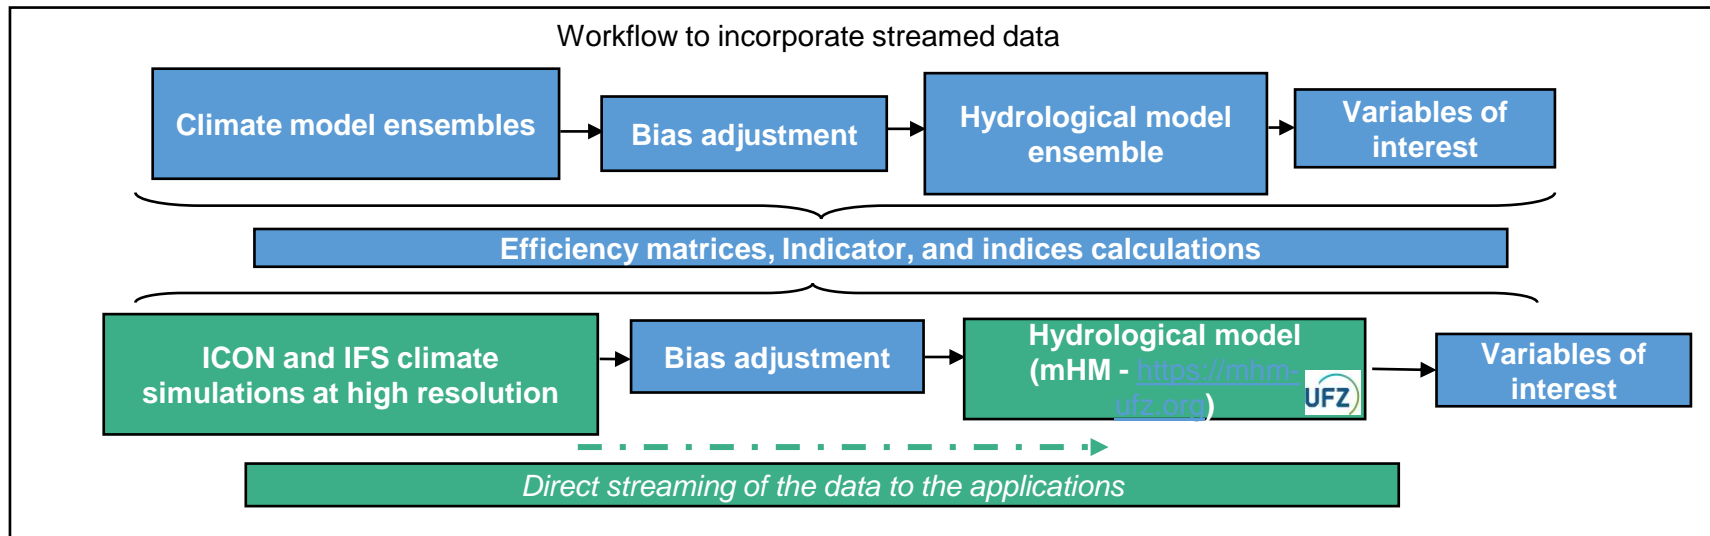 Workflow to incorporate streamed data
Climate model ensembles
Bias adjustment
Hydrological model
ensemble
Variables of
interest
Efficiency matrices, Indicator, and indices calculations
ICON and IFS climate
simulations at high resolution
Bias adjustment
Hydrological model
(mHM - https://mhm-
ufz.org)
UFZ
Variables of
interest
Direct streaming of the data to the applications